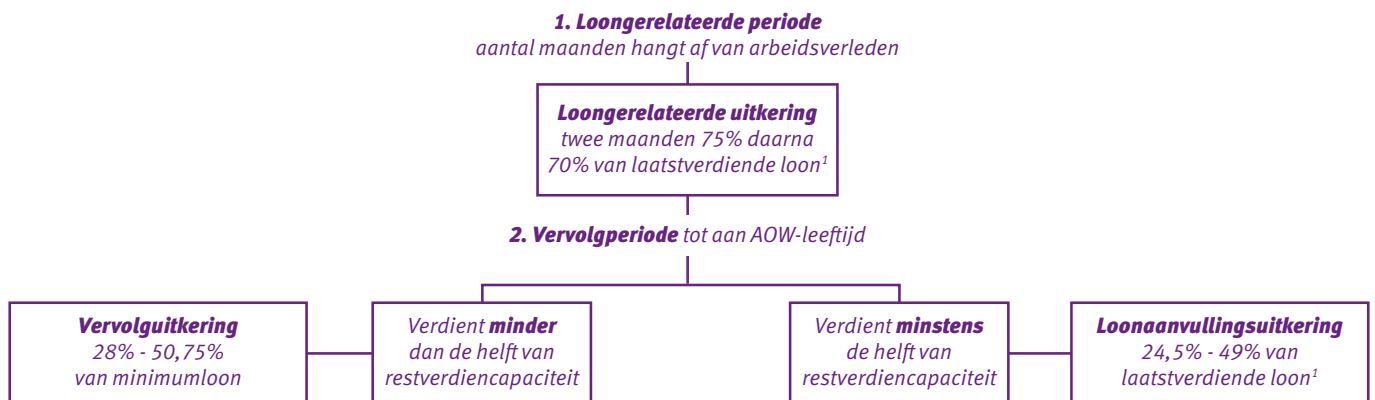 1. Loongerelateerde periode
aantal maanden hangt af van arbeidsverleden
Loongerelateerde uitkering
twee maanden 75% daarna
70% van laatstverdiende loon¹
2. Vervolgperiode tot aan AOW-leeftijd
Vervolguitkering
28% - 50,75%
van minimumloon
Verdient minder
dan de helft van
restverdiencapaciteit
Verdient minstens
de helft van
restverdiencapaciteit
Loonaanvullingsuitkering
24,5% - 49% van
laatstverdiende loon¹